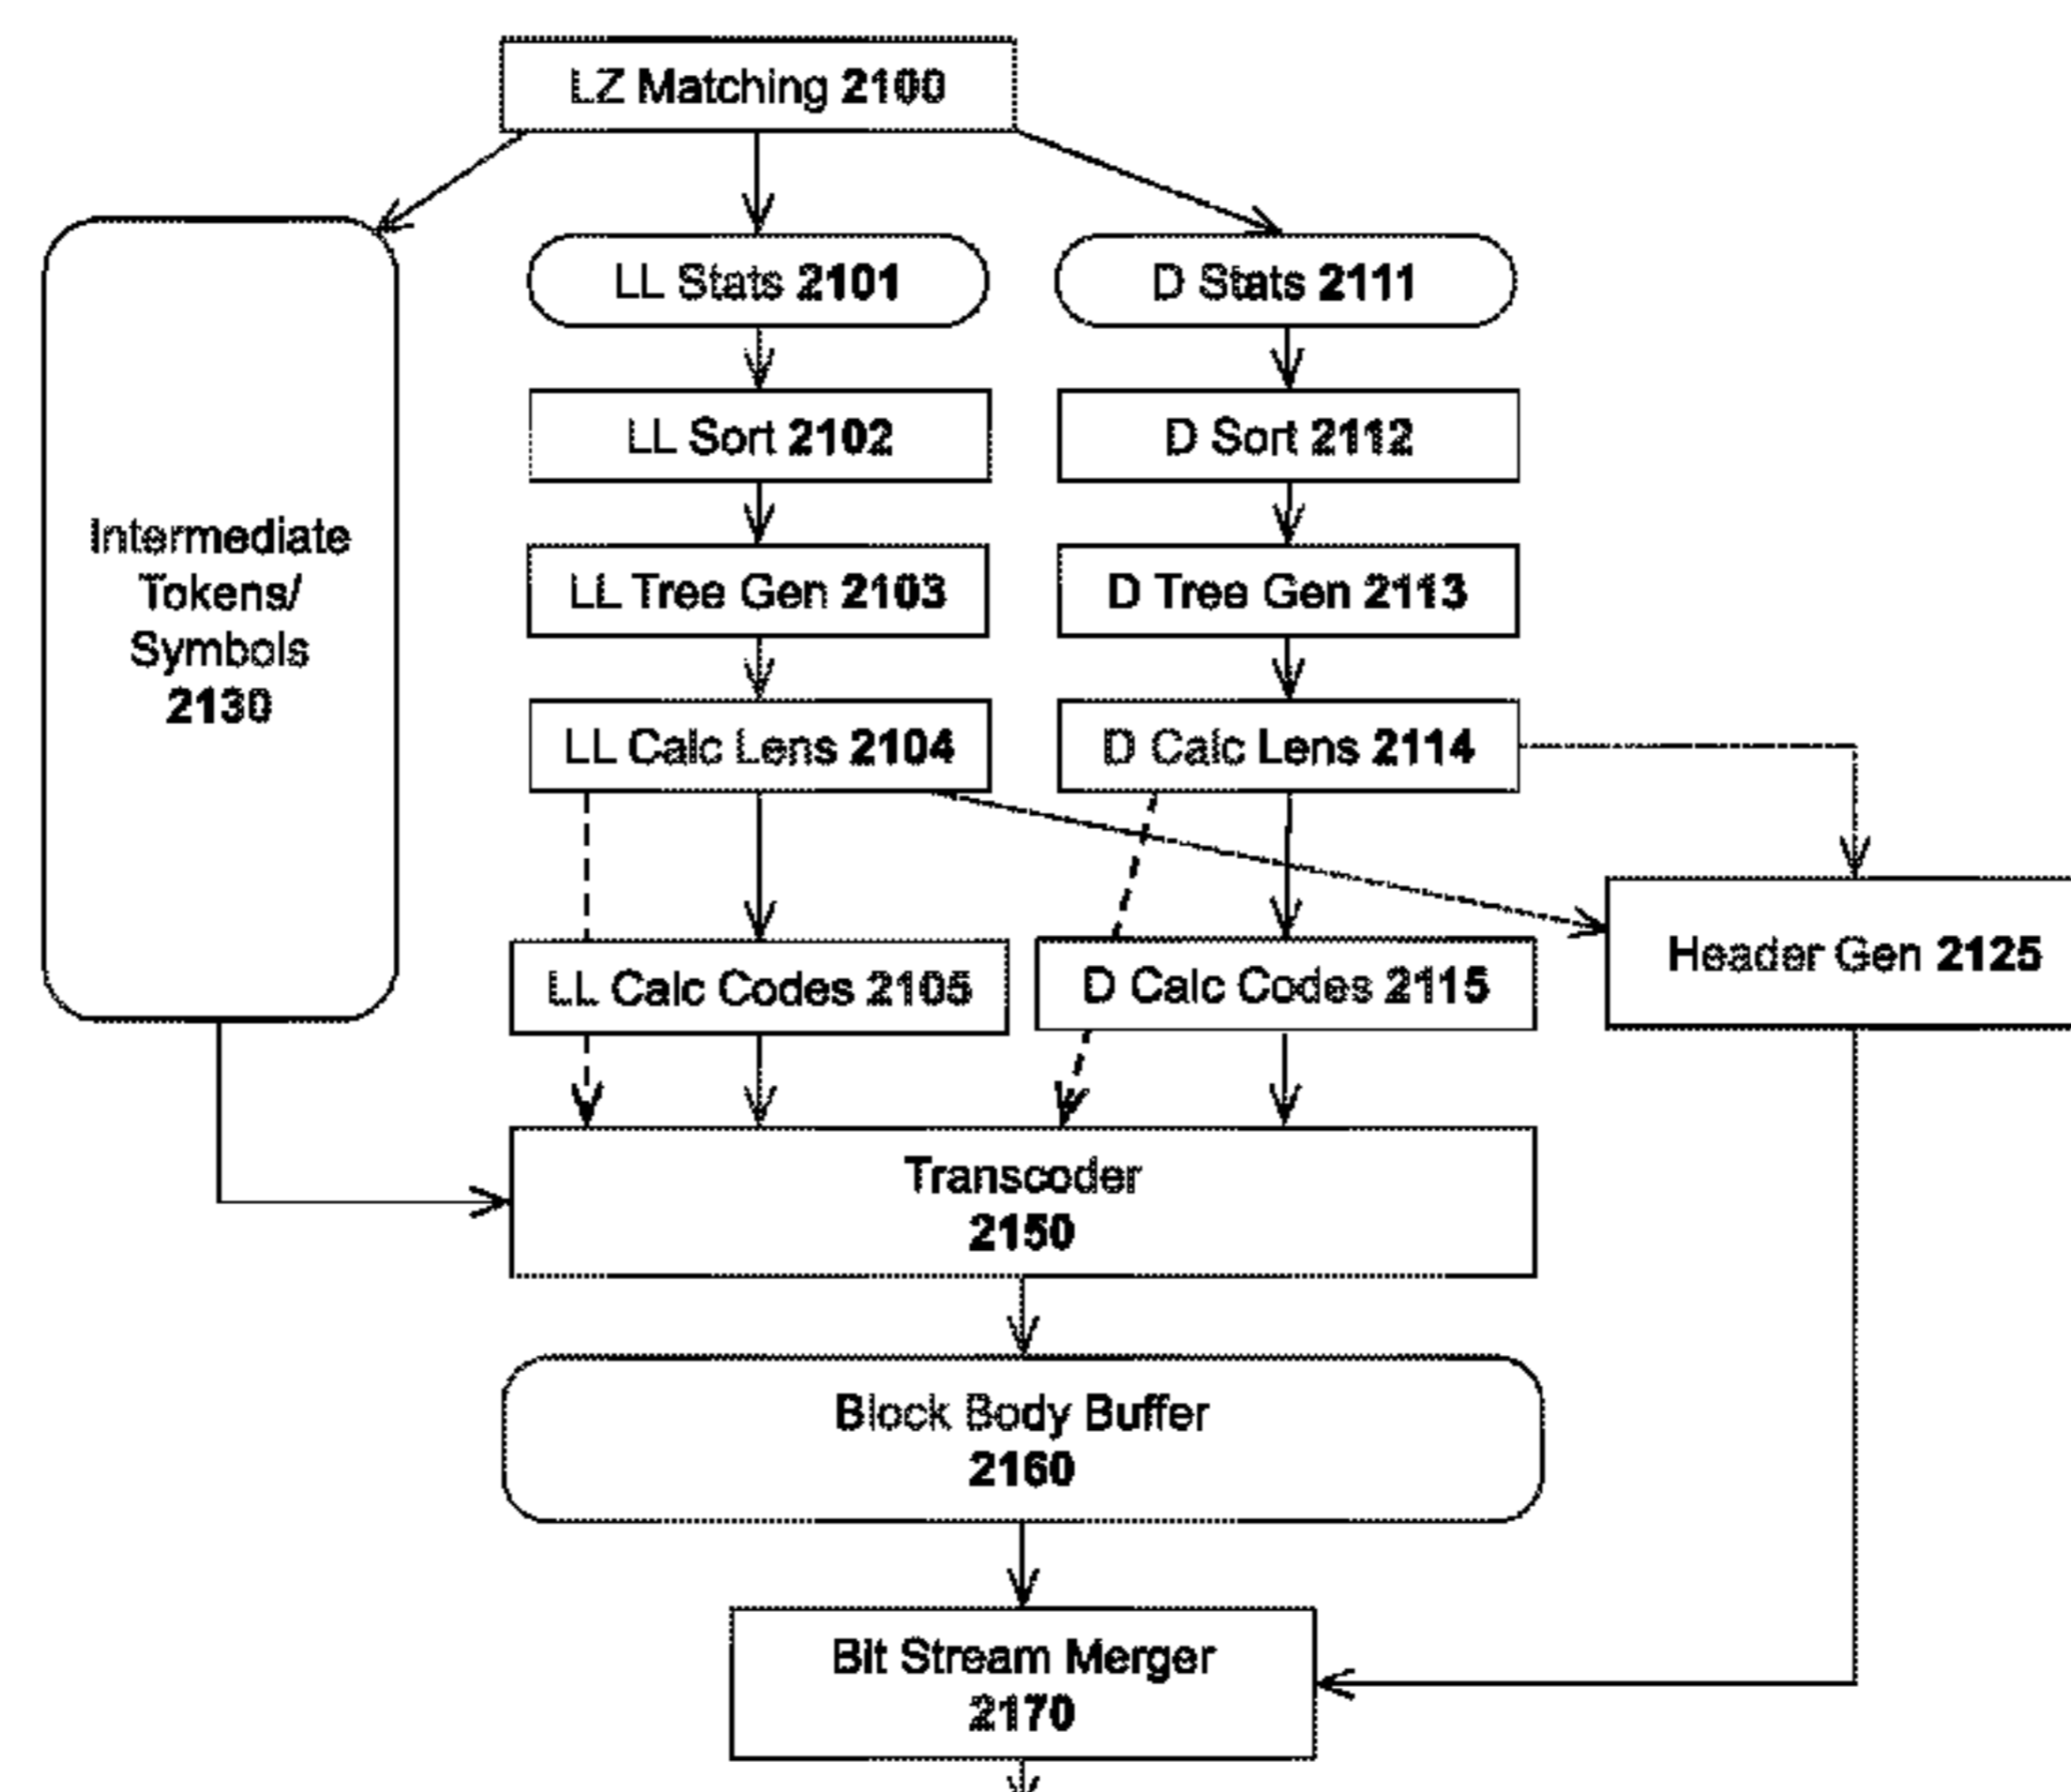 LZ Matching 2100
LL Stats 2101
D Stats 2111
LL Sort 2102
D Sort 2112
Intermediate
Tokens/
Symbols
2130
LL Tree Gen 2103
D Tree Gen 2113
LL Calc Lens 2104
D Calc Lens 2114
Header Gen 2125
LL Calc Codes 2105
D Calc Codes 2115
Transcoder
2150
Block Body Buffer
2160
Bit Stream Merger
2170